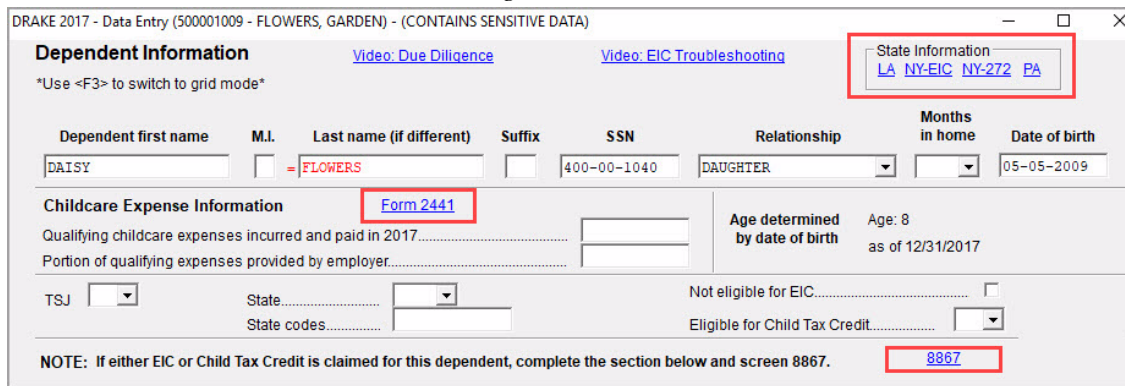 DRAKE 2017 - Data Entry (500001009 - FLOWERS, GARDEN) - (CONTAINS SENSITIVE DATA)
Dependent Information Video: Due Diligence Video: EIC Troubleshooting State Information
LA NY-EIC NY-272 PA
*Use <F3> to switch to grid mode*
Dependent first name M.I. Last name (if different) Suffix SSN Relationship Months in home Date of birth
DAISY = FLOWERS 400-00-1040 DAUGHTER 05-05-2009
Childcare Expense Information Form 2441
Qualifying childcare expenses incurred and paid in 2017
Portion of qualifying expenses provided by employer
Age determined by date of birth
Age: 8
as of 12/31/2017
TSJ State Not eligible for EIC
State codes Eligible for Child Tax Credit
NOTE: If either EIC or Child Tax Credit is claimed for this dependent, complete the section below and screen 8867. 8867